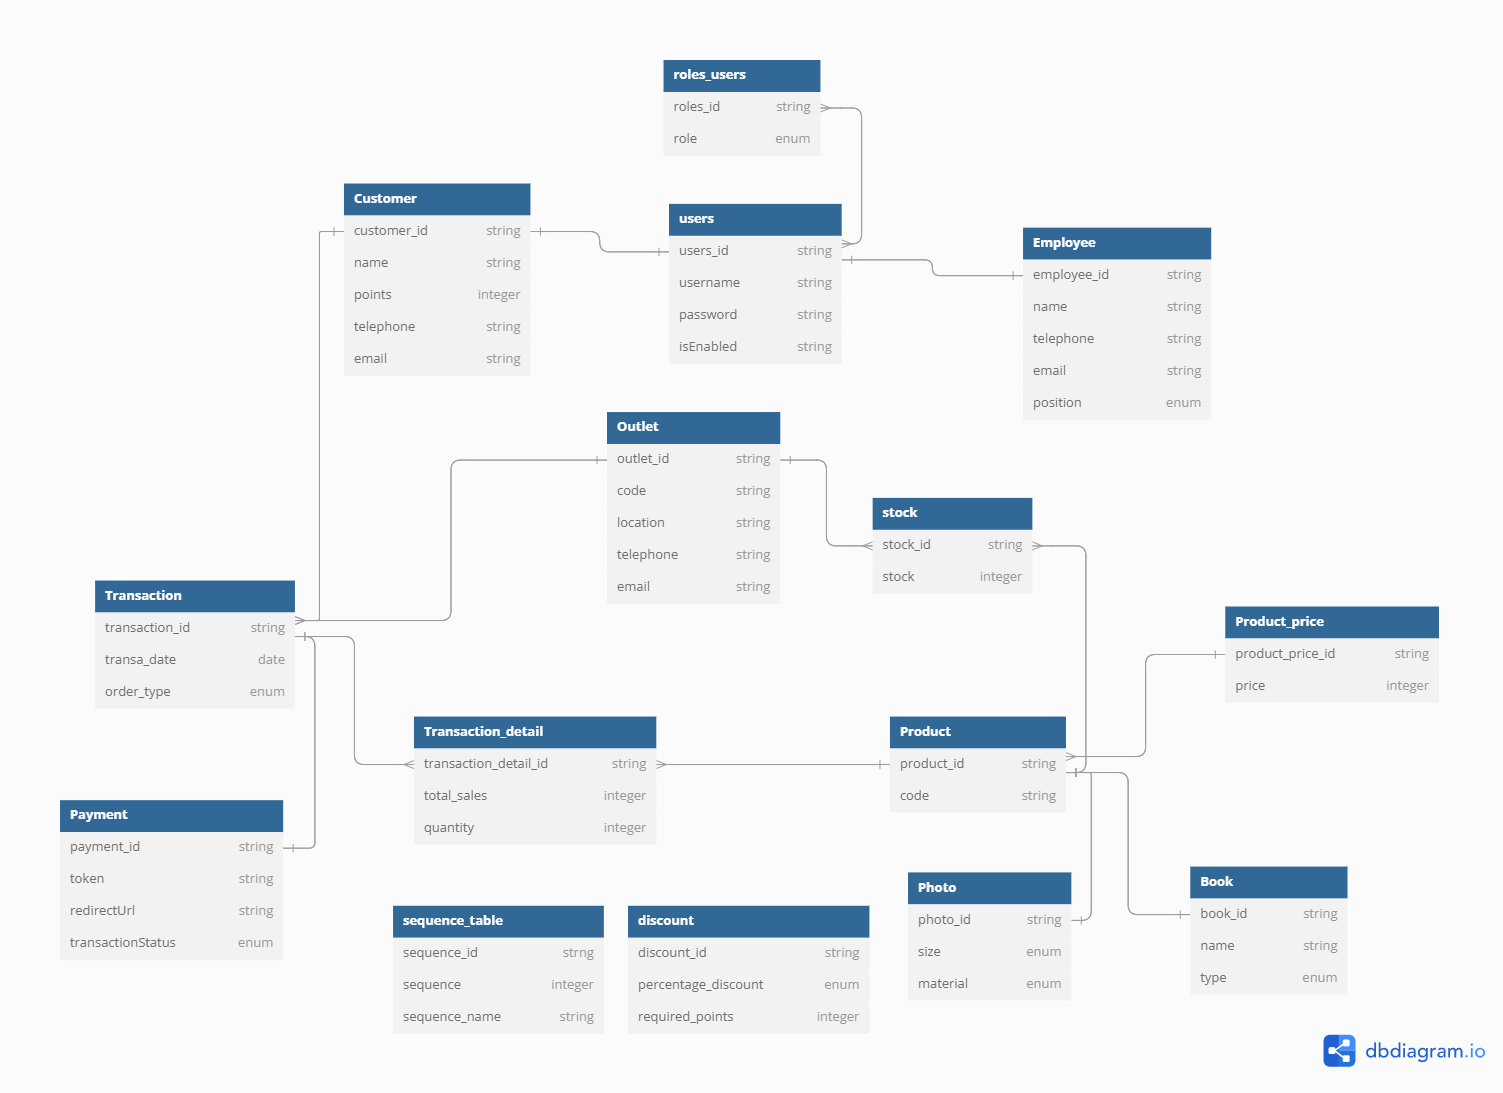 roles_users
roles_id string
role enum
Customer
customer_id string
name string
points integer
telephone string
email string
users
users_id string
username string
password string
isEnabled string
Employee
employee_id string
name string
telephone string
email string
position enum
Outlet
outlet_id string
code string
location string
telephone string
email string
stock
stock_id string
stock integer
Transaction
transaction_id string
transa_date date
order_type enum
Product_price
product_price_id string
price integer
Transaction_detail
transaction_detail_id string
total_sales integer
quantity integer
Product
product_id string
code string
Payment
payment_id string
token string
redirectUrl string
transactionStatus enum
Photo
photo_id string
size enum
material enum
Book
book_id string
name string
type enum
sequence_table
sequence_id strng
sequence integer
sequence_name string
discount
discount_id string
percentage_discount enum
required_points integer
dbdiagram.io